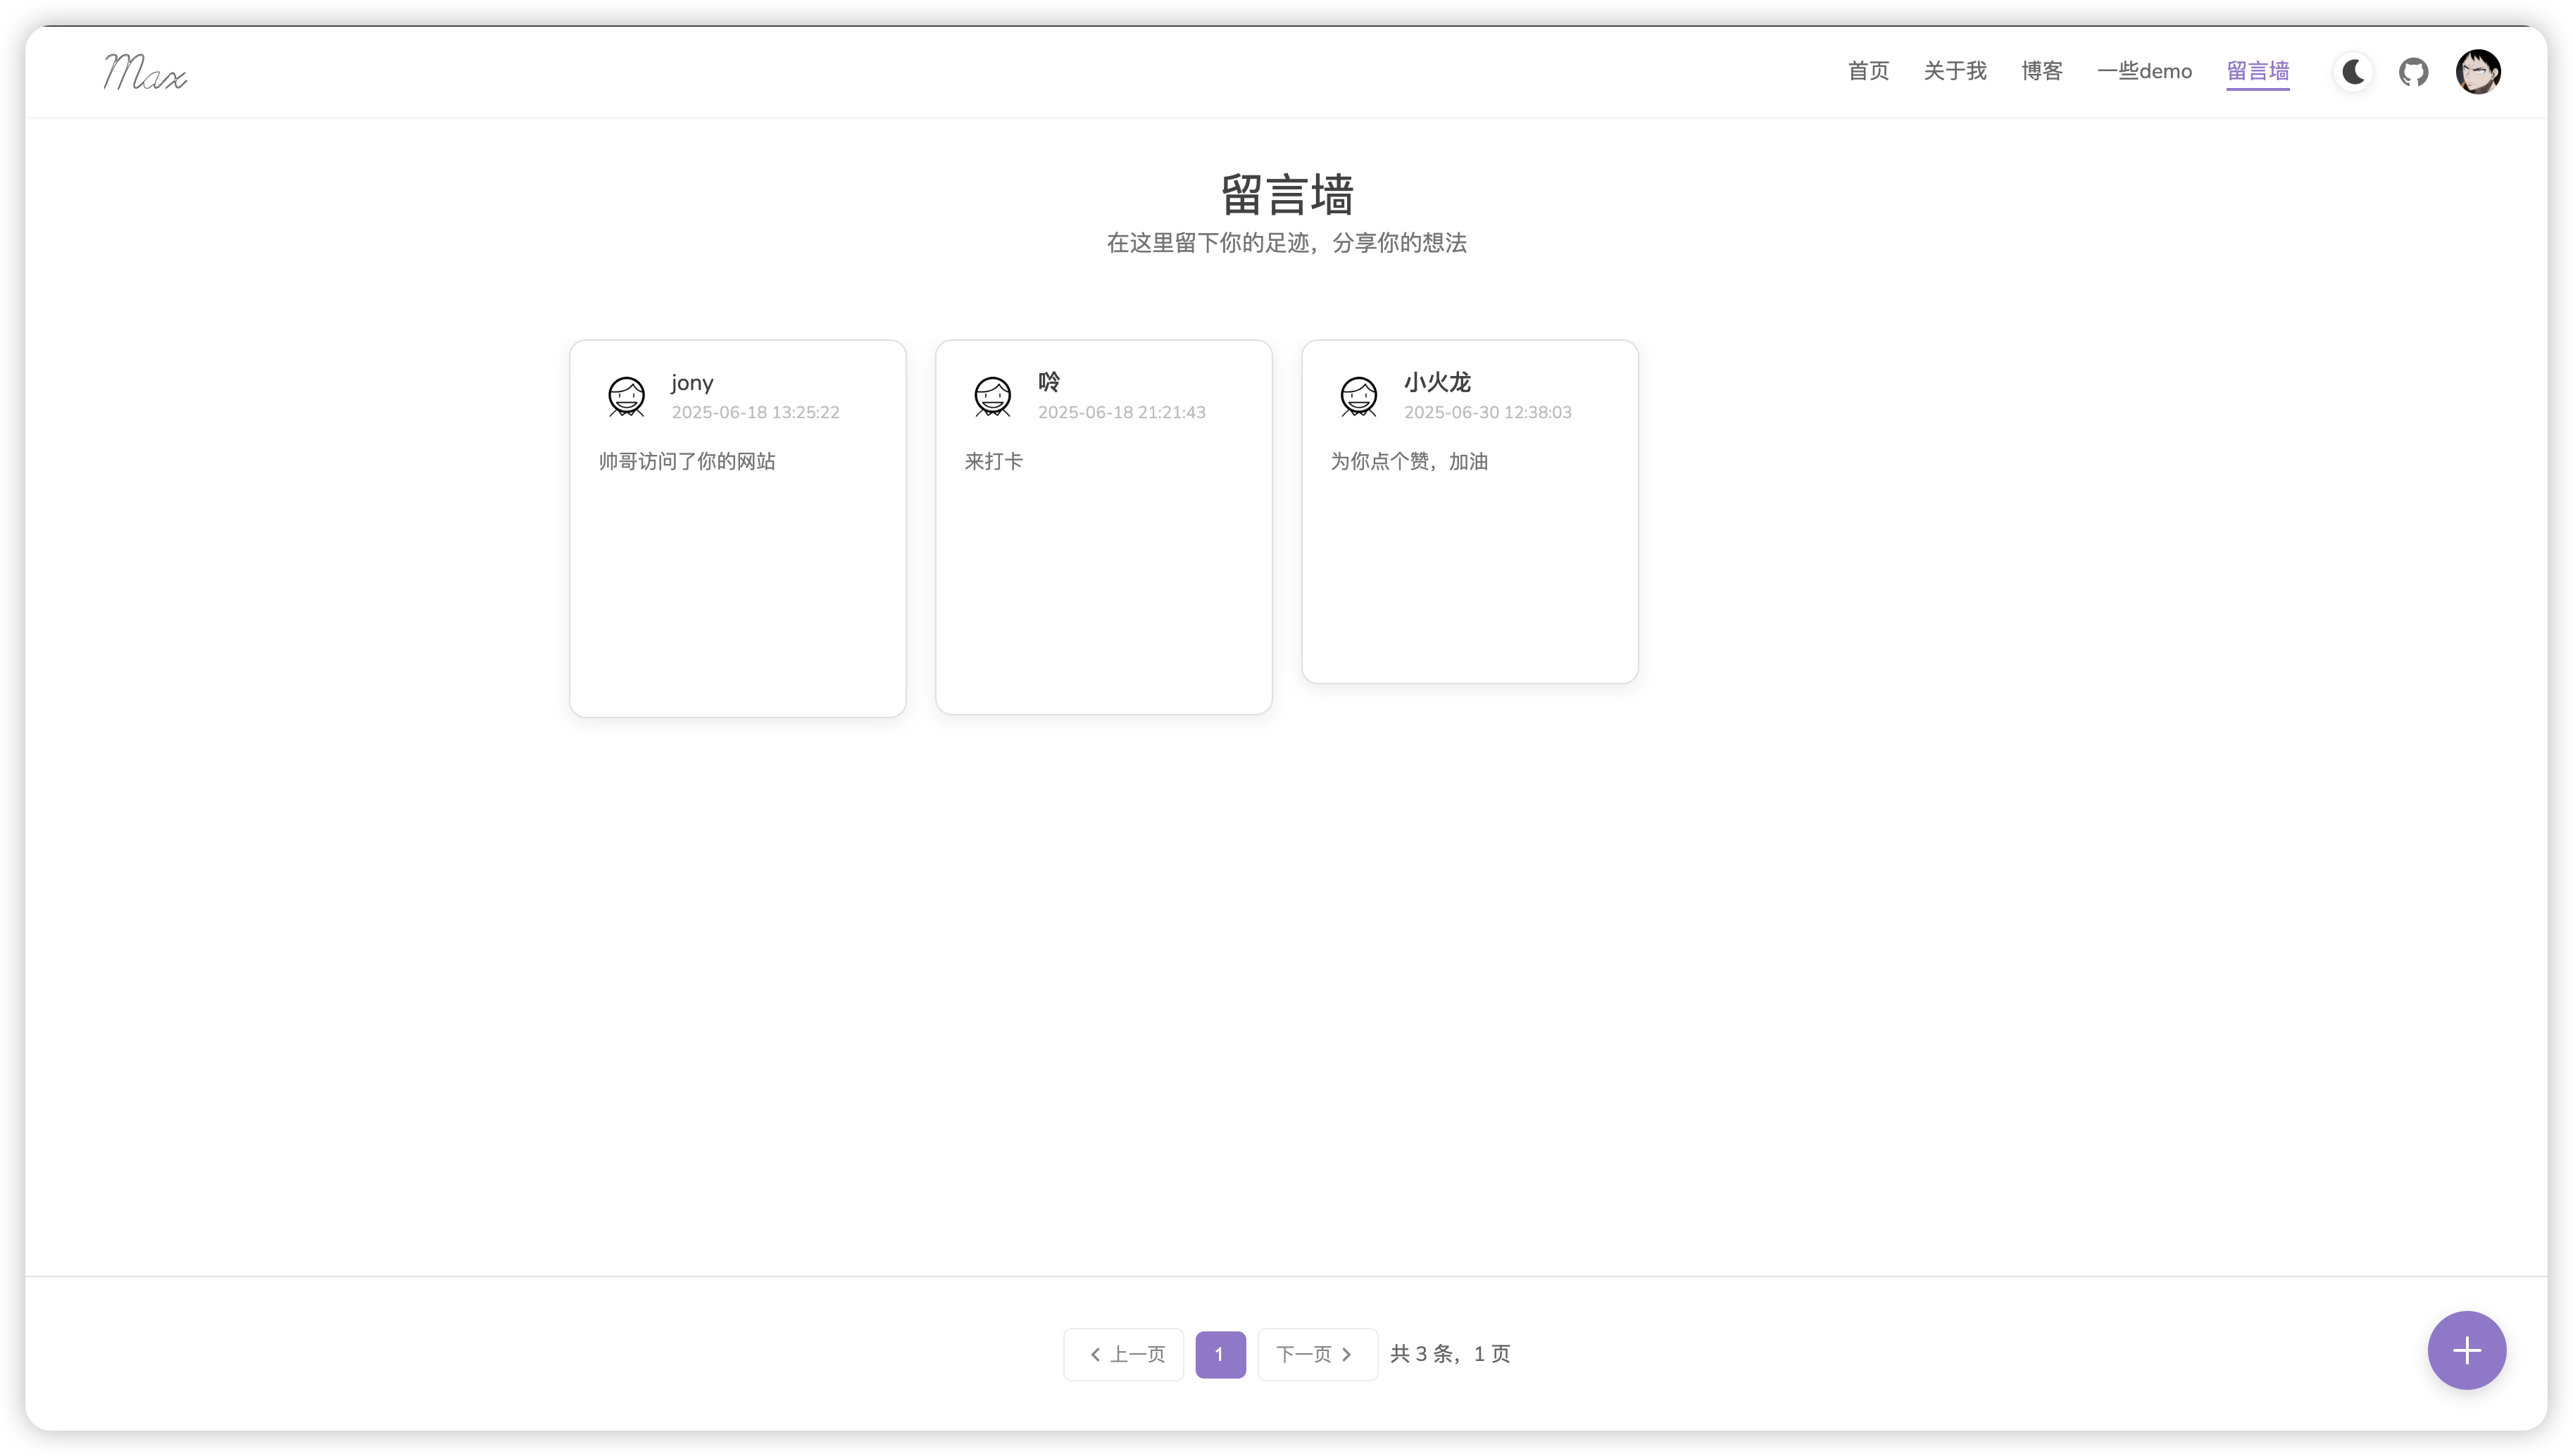 Max
首页 关于我 博客 一些demo 留言墙
留言墙
在这里留下你的足迹，分享你的想法
jony
2025-06-18 13:25:22
帅哥访问了你的网站
呤
2025-06-18 21:21:43
来打卡
小火龙
2025-06-30 12:38:03
为你点个赞，加油
上一页 1 下一页 共 3 条，1 页